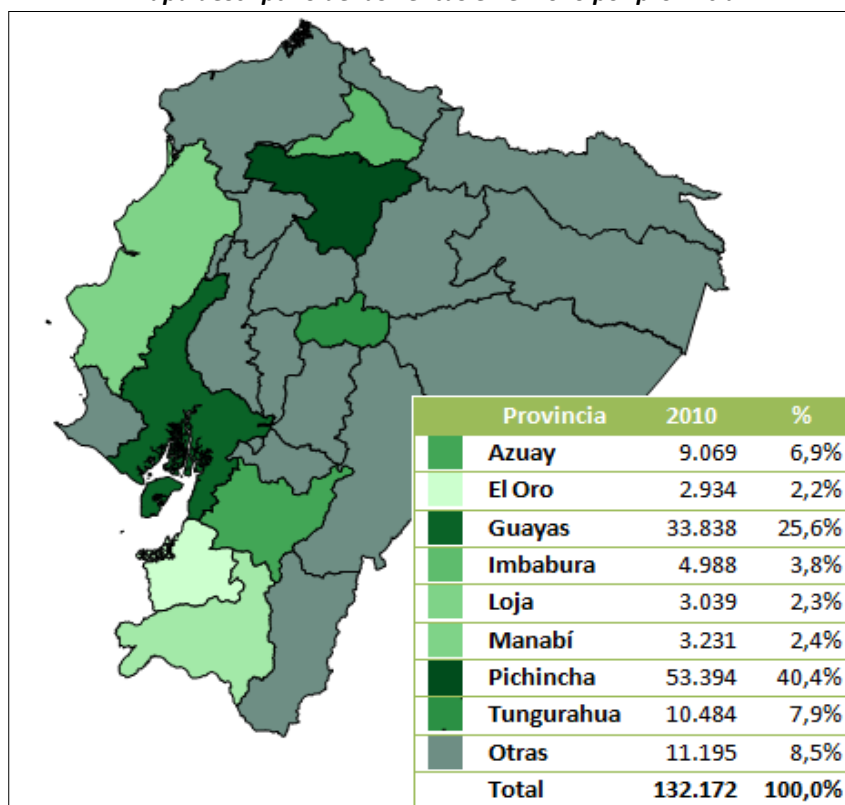 Provincia 2010 %
Azuay 9.069 6,9%
El Oro 2.934 2,2%
Guayas 33.838 25,6%
Imbabura 4.988 3,8%
Loja 3.039 2,3%
Manabí 3.231 2,4%
Pichincha 53.394 40,4%
Tungurahua 10.484 7,9%
Otras 11.195 8,5%
Total 132.172 100,0%